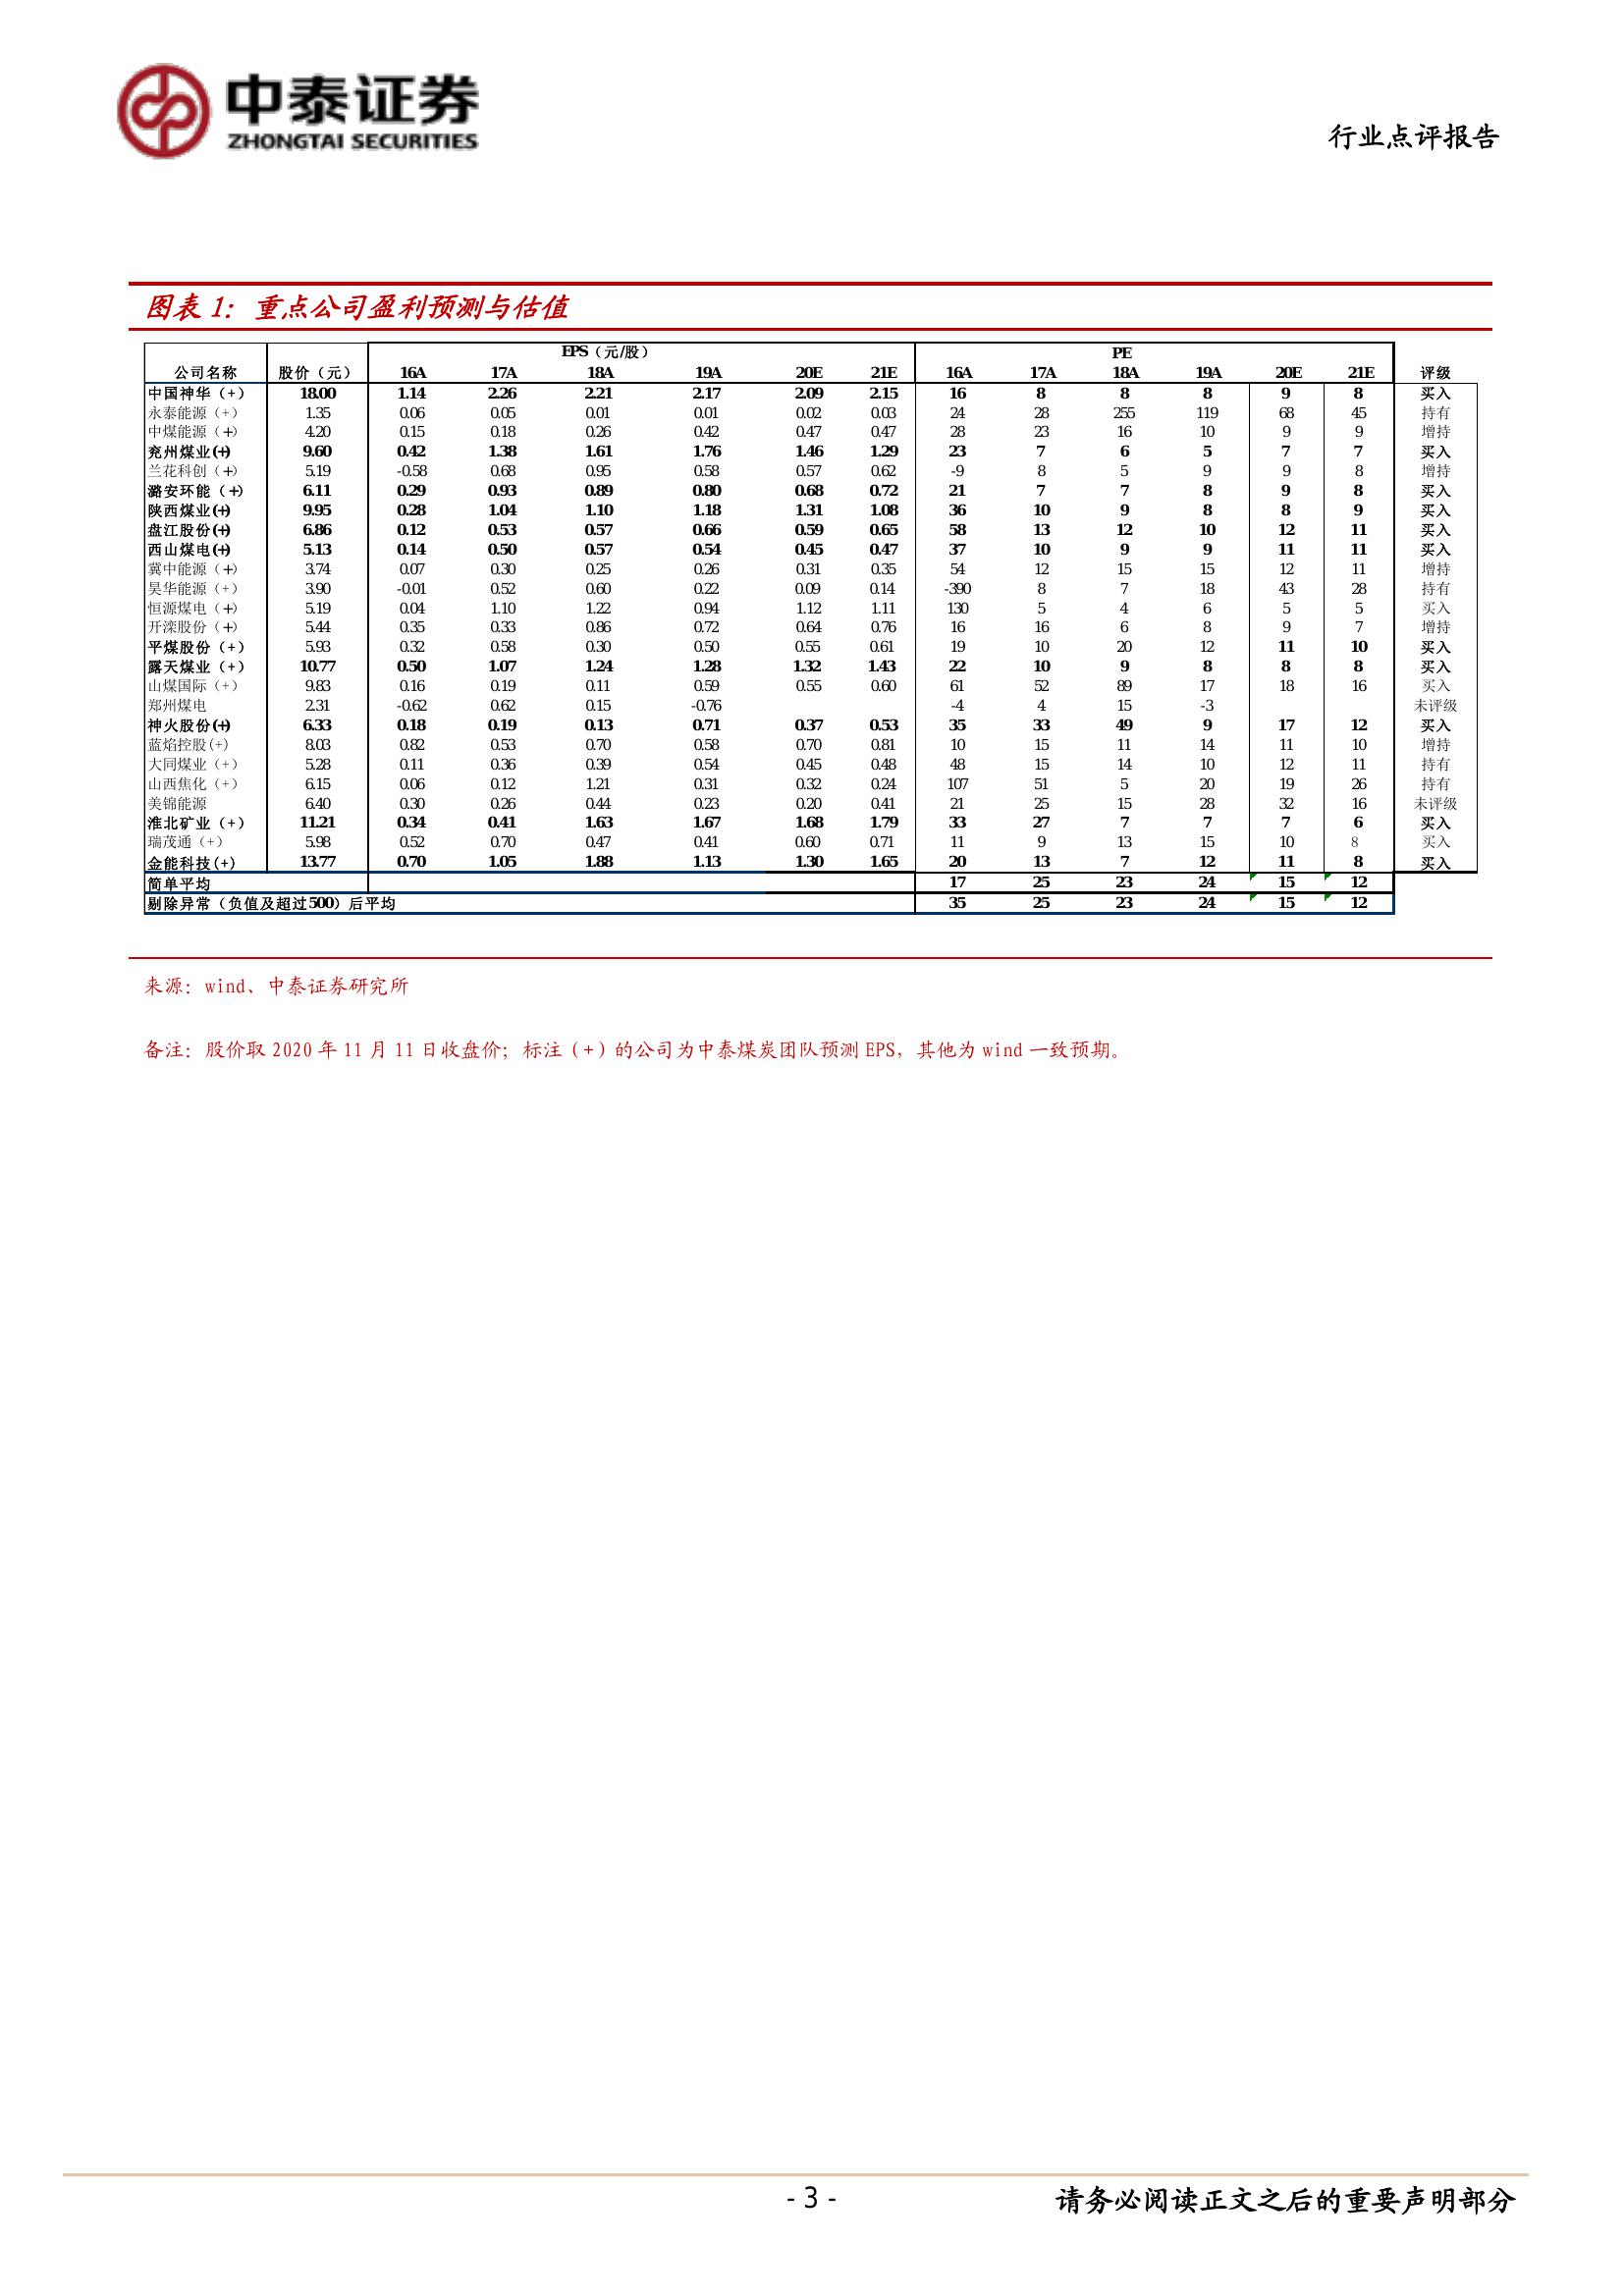 中泰证券
ZHONGTAI SECURITIES
行业点评报告
图表 1：重点公司盈利预测与估值
EPS（元/股） PE
公司名称 股价（元） 16A 17A 18A 19A 20E 21E 16A 17A 18A 19A 20E 21E 评级
中国神华（+） 18.00 1.14 2.26 2.21 2.17 2.09 2.15 16 8 8 8 9 8 买入
永泰能源（+） 1.35 0.06 0.05 0.01 0.01 0.02 0.03 24 28 255 119 68 45 持有
中煤能源（+） 4.20 0.15 0.18 0.26 0.42 0.47 0.47 28 23 16 10 9 9 增持
兖州煤业(+) 9.60 0.42 1.38 1.61 1.76 1.46 1.29 23 7 6 5 7 7 买入
兰花科创（+） 5.19 -0.58 0.68 0.95 0.58 0.57 0.62 -9 8 5 9 9 8 增持
潞安环能（+） 6.11 0.29 0.93 0.89 0.80 0.68 0.72 21 7 7 8 9 8 买入
陕西煤业(+) 9.95 0.28 1.04 1.10 1.18 1.31 1.08 36 10 9 8 8 9 买入
盘江股份(+) 6.86 0.12 0.53 0.57 0.66 0.59 0.65 58 13 12 10 12 11 买入
西山煤电(+) 5.13 0.14 0.50 0.57 0.54 0.45 0.47 37 10 9 9 11 11 买入
冀中能源（+） 3.74 0.07 0.30 0.25 0.26 0.31 0.35 54 12 15 15 12 11 增持
昊华能源（+） 3.90 -0.01 0.52 0.60 0.22 0.09 0.14 -390 8 7 18 43 28 持有
恒源煤电（+） 5.19 0.04 1.10 1.22 0.94 1.12 1.11 130 5 4 6 5 5 买入
开滦股份（+） 5.44 0.35 0.33 0.86 0.72 0.64 0.76 16 16 6 8 9 7 增持
平煤股份（+） 5.93 0.32 0.58 0.30 0.50 0.55 0.61 19 10 20 12 11 10 买入
露天煤业（+） 10.77 0.50 1.07 1.24 1.28 1.32 1.43 22 10 9 8 8 8 买入
山煤国际（+） 9.83 0.16 0.19 0.11 0.59 0.55 0.60 61 52 89 17 18 16 买入
郑州煤电 2.31 -0.62 0.62 0.15 -0.76 -4 4 15 -3 未评级
神火股份(+) 6.33 0.18 0.19 0.13 0.71 0.37 0.53 35 33 49 9 17 12 买入
蓝焰控股(+) 8.03 0.82 0.53 0.70 0.58 0.70 0.81 10 15 11 14 11 10 增持
大同煤业（+） 5.28 0.11 0.36 0.39 0.54 0.45 0.48 48 15 14 10 12 11 持有
山西焦化（+） 6.15 0.06 0.12 1.21 0.31 0.32 0.24 107 51 5 20 19 26 持有
美锦能源 6.40 0.30 0.26 0.44 0.23 0.20 0.41 21 25 15 28 32 16 未评级
淮北矿业（+） 11.21 0.34 0.41 1.63 1.67 1.68 1.79 33 27 7 7 7 6 买入
瑞茂通（+） 5.98 0.52 0.70 0.47 0.41 0.60 0.71 11 9 13 15 10 8 买入
金能科技(+) 13.77 0.70 1.05 1.88 1.13 1.30 1.65 20 13 7 12 11 8 买入
简单平均 17 25 23 24 15 12
剔除异常（负值及超过500）后平均 35 25 23 24 15 12
来源：wind、中泰证券研究所
备注：股价取 2020 年 11 月 11 日收盘价；标注（+）的公司为中泰煤炭团队预测 EPS，其他为 wind 一致预期。
- 3 -
请务必阅读正文之后的重要声明部分